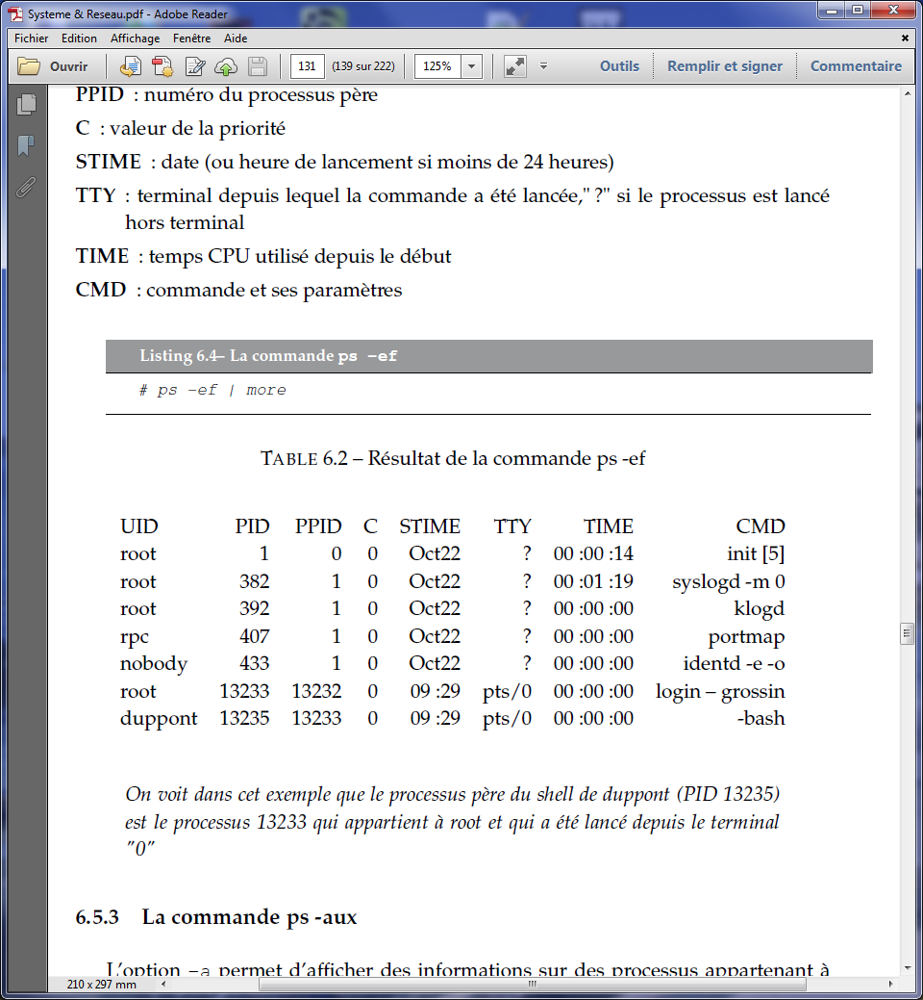 Systeme & Reseau.pdf - Adobe Reader
Fichier Edition Affichage Fenêtre Aide
Ouvrir 131 (139 sur 222) 125% Outils Remplir et signer Commentaire
PPID : numéro du processus père
C : valeur de la priorité
STIME : date (ou heure de lancement si moins de 24 heures)
TTY : terminal depuis lequel la commande a été lancée," ?" si le processus est lancé
hors terminal
TIME : temps CPU utilisé depuis le début
CMD : commande et ses paramètres
Listing 6.4– La commande ps -ef
# ps -ef | more
TABLE 6.2 – Résultat de la commande ps -ef
UID PID PPID C STIME TTY TIME CMD
root 1 0 0 Oct22 ? 00 :00 :14 init [5]
root 382 1 0 Oct22 ? 00 :01 :19 syslogd -m 0
root 392 1 0 Oct22 ? 00 :00 :00 klogd
rpc 407 1 0 Oct22 ? 00 :00 :00 portmap
nobody 433 1 0 Oct22 ? 00 :00 :00 identd -e -o
root 13233 13232 0 09 :29 pts/0 00 :00 :00 login – grossin
duppont 13235 13233 0 09 :29 pts/0 00 :00 :00 -bash
On voit dans cet exemple que le processus père du shell de duppont (PID 13235)
est le processus 13233 qui appartient à root et qui a été lancé depuis le terminal
"0"
6.5.3 La commande ps -aux
L'option -a permet d'afficher des informations sur des processus appartenant à
210 x 297 mm